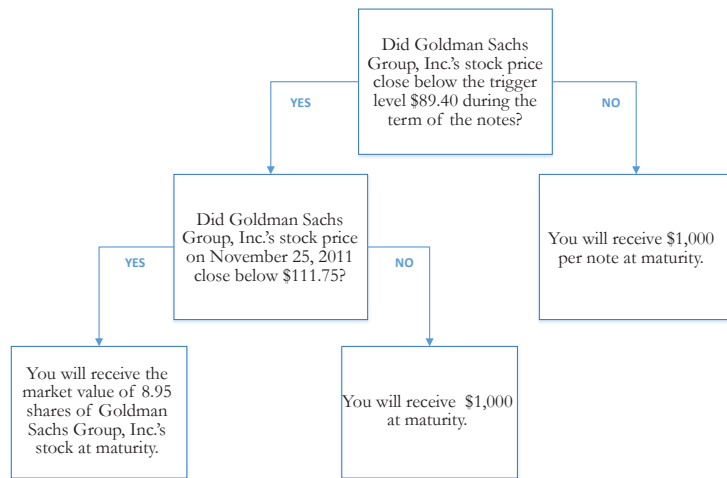 Did Goldman Sachs
Group, Inc.'s stock price
close below the trigger
level $89.40 during the
term of the notes?
YES
NO
Did Goldman Sachs
Group, Inc.'s stock price
on November 25, 2011
close below $111.75?
You will receive $1,000
per note at maturity.
YES
NO
You will receive the
market value of 8.95
shares of Goldman
Sachs Group, Inc.'s
stock at maturity.
You will receive  $1,000
at maturity.